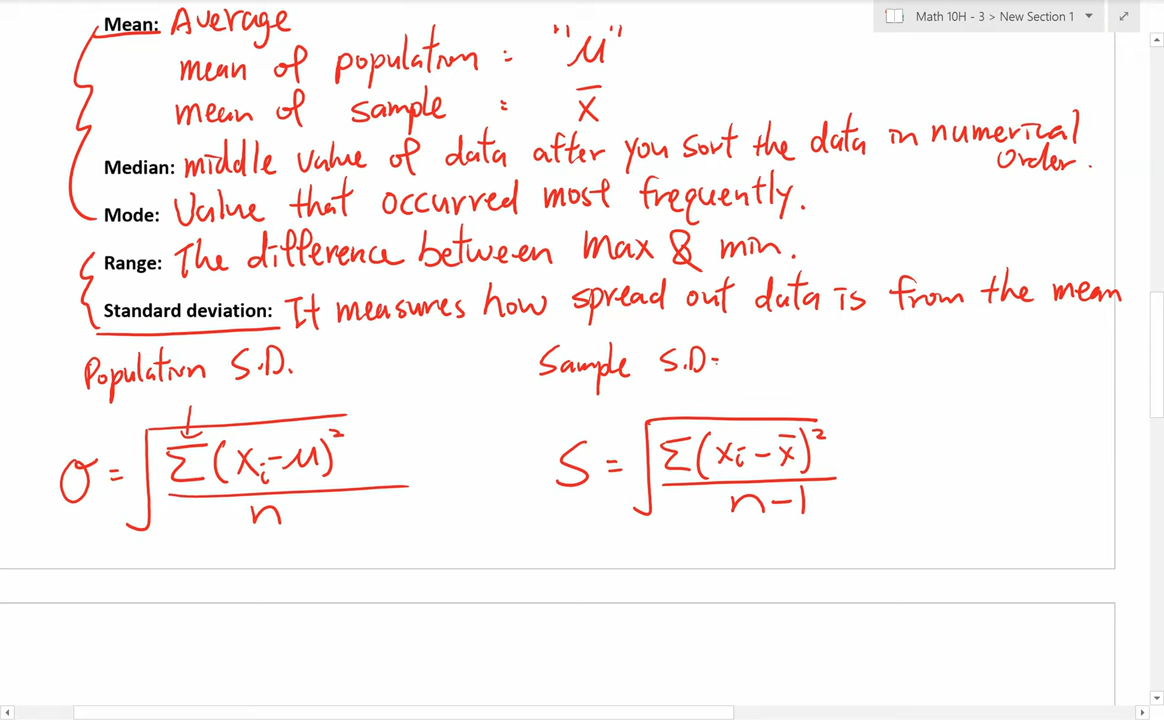 Math 10H - 3 > New Section 1
Mean: Average
mean of population : "μ"
mean of sample : x̄
Median: middle value of data after you sort the data in numerical
order.
Mode: Value that occurred most frequently.
Range: The difference between max & min.
Standard deviation: It measures how spread out data is from the mean
Population S.D. Sample S.D.
σ = √(Σ(xᵢ-μ)²/n) S = √(Σ(xᵢ-x̄)²/(n-1))